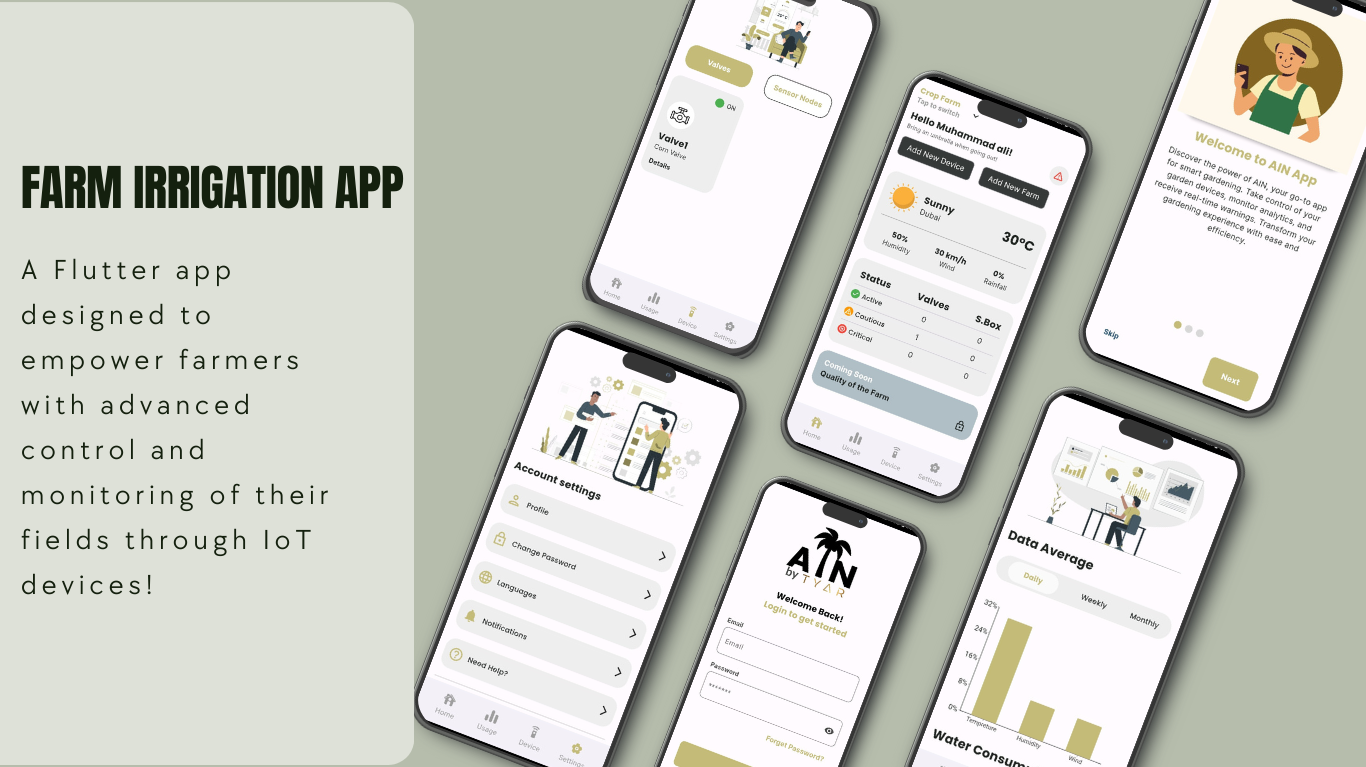 FARM IRRIGATION APP
A Flutter app
designed to
empower farmers
with advanced
control and
monitoring of their
fields through IoT
devices!
Valves
Sensor Nodes
ON
Valve1
Corn Valve
Details
Home
Usage
Device
Settings
Crop Farm
Tap to switch
Hello Muhammad ali!
Bring an umbrella when going out!
Add New Device
Add New Farm
Sunny
Dubai
30°C
50%
Humidity
30 km/h
Wind
0%
Rainfall
Status
Valves
S.Box
Active
0
0
Cautious
1
0
Critical
0
0
Coming Soon
Quality of the Farm
Home
Usage
Device
Settings
Welcome to AIN App
Discover the power of AIN, your go-to app
for smart gardening. Take control of your
garden devices, monitor analytics, and
receive real-time warnings. Transform your
gardening experience with ease and
efficiency.
Skip
Next
Account settings
Profile
Change Password
Languages
Notifications
Need Help?
Home
Usage
Device
Settings
AIN
by TYAR
Welcome Back!
Login to get started
Email
Email
Password
*******
Forget Password?
Data Average
Daily
Weekly
Monthly
32%
24%
16%
8%
0%
Tempreture
Humidity
Wind
Water Consum